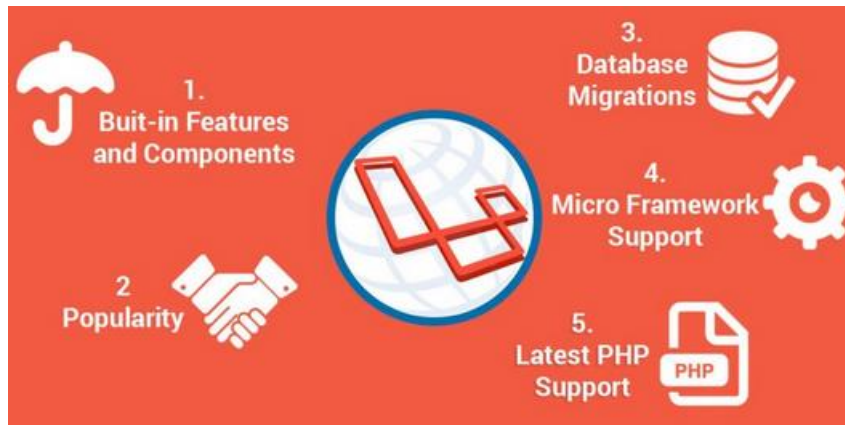 1.
Buit-in Features
and Components
2
Popularity
3.
Database
Migrations
4.
Micro Framework
Support
5.
Latest PHP
Support
PHP